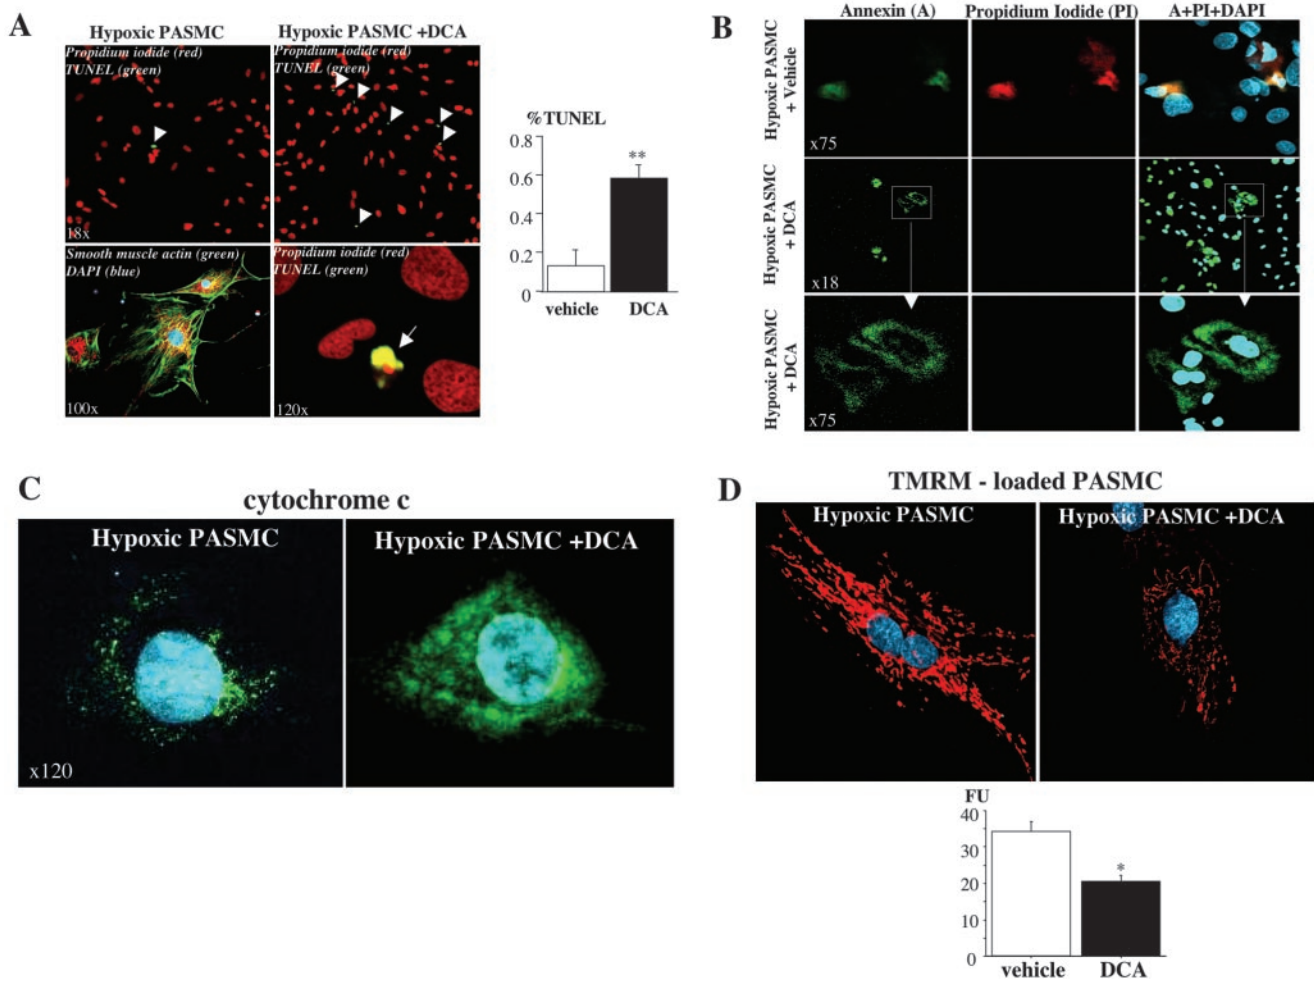 A
Hypoxic PASMC
Hypoxic PASMC +DCA
Propidium iodide (red)
TUNEL (green)
18x
Propidium iodide (red)
TUNEL (green)
Smooth muscle actin (green)
DAPI (blue)
100x
Propidium iodide (red)
TUNEL (green)
120x
%TUNEL
0.8
0.6
0.4
0.2
0
**
vehicle
DCA
B
Annexin (A)
Propidium Iodide (PI)
A+PI+DAPI
Hypoxic PASMC
+ Vehicle
x75
Hypoxic PASMC
+ DCA
x18
Hypoxic PASMC
+ DCA
x75
C
cytochrome c
Hypoxic PASMC
Hypoxic PASMC +DCA
x120
D
TMRM - loaded PASMC
Hypoxic PASMC
Hypoxic PASMC +DCA
FU
40
30
20
10
0
*
vehicle
DCA